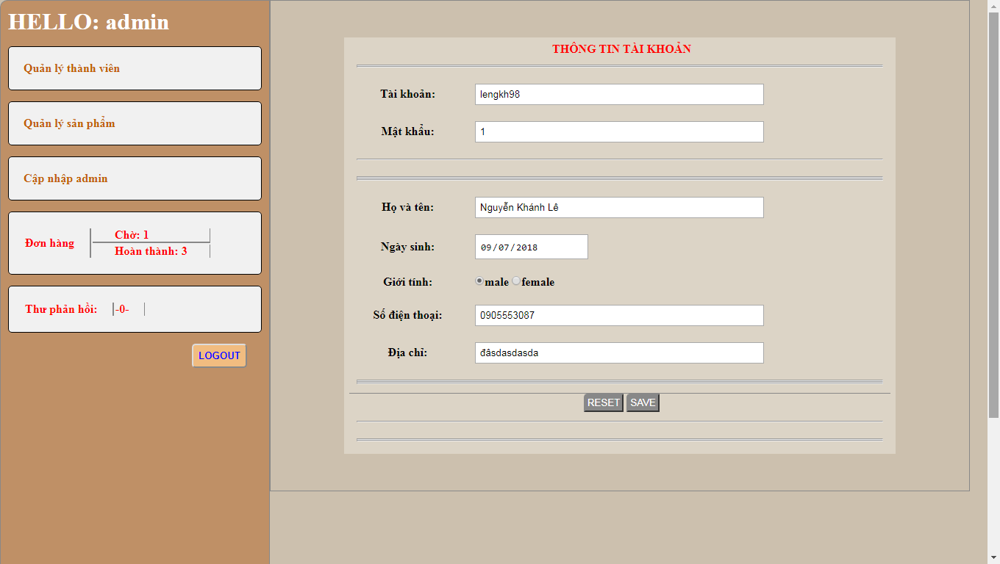 HELLO: admin
Quản lý thành viên
Quản lý sản phẩm
Cập nhập admin
Đơn hàng
Chờ: 1
Hoàn thành: 3
Thư phản hồi: -0-
LOGOUT
THÔNG TIN TÀI KHOẢN
Tài khoản: lengkh98
Mật khẩu: 1
Họ và tên: Nguyễn Khánh Lê
Ngày sinh: 09/07/2018
Giới tính: male female
Số điện thoại: 0905553087
Địa chỉ: đâsdasdasda
RESET SAVE